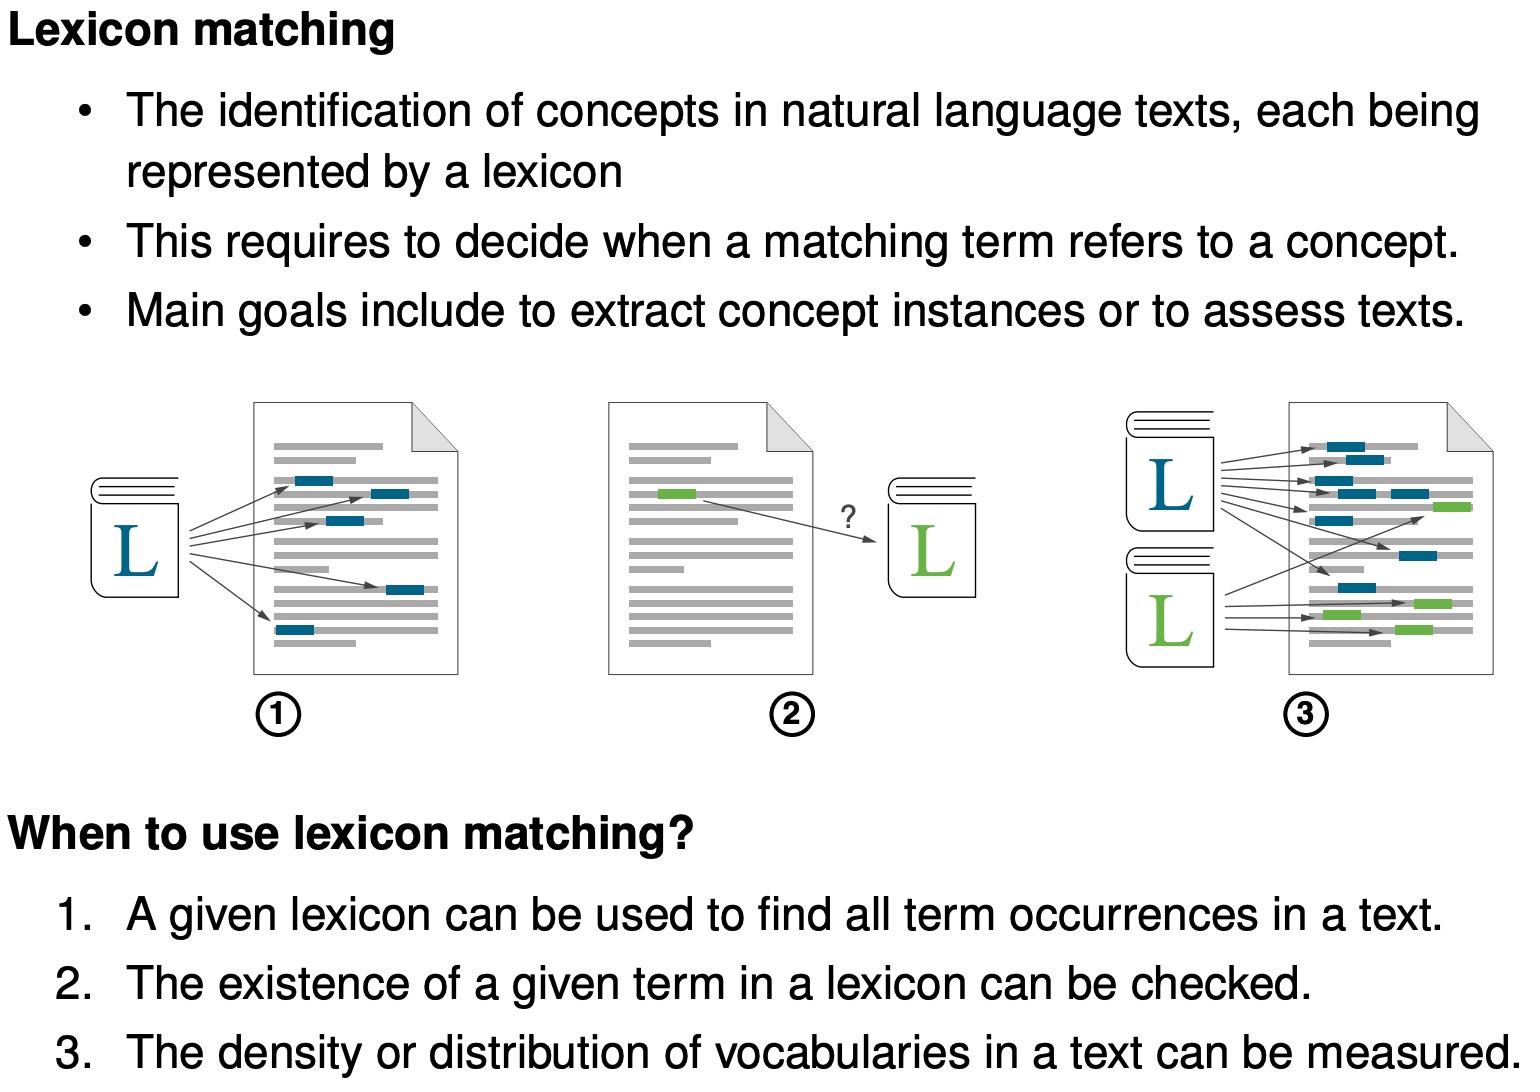 Lexicon matching
• The identification of concepts in natural language texts, each being
represented by a lexicon
• This requires to decide when a matching term refers to a concept.
• Main goals include to extract concept instances or to assess texts.
L
?
L
L
L
1
2
3
When to use lexicon matching?
1. A given lexicon can be used to find all term occurrences in a text.
2. The existence of a given term in a lexicon can be checked.
3. The density or distribution of vocabularies in a text can be measured.